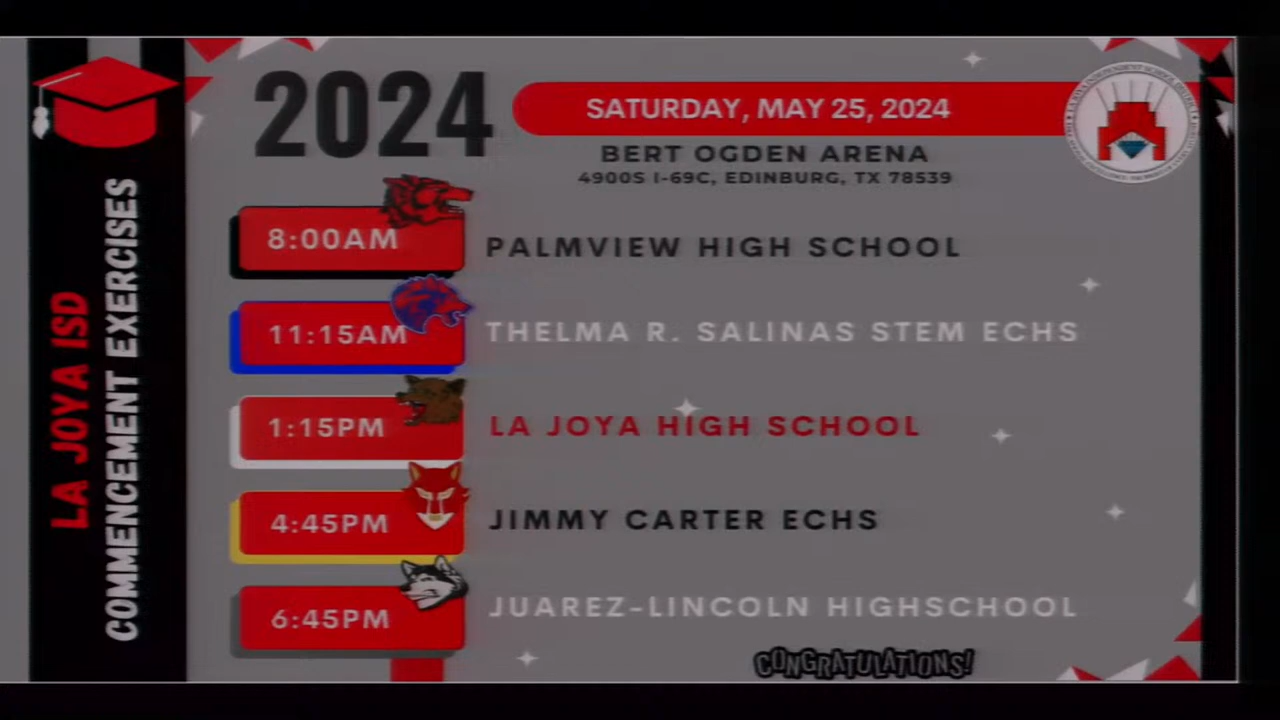 LA JOYA ISD
COMMENCEMENT EXERCISES
2024
SATURDAY, MAY 25, 2024
BERT OGDEN ARENA
4900S I-69C, EDINBURG, TX 78539
8:00AM
PALMVIEW HIGH SCHOOL
11:15AM
THELMA R. SALINAS STEM ECHS
1:15PM
LA JOYA HIGH SCHOOL
4:45PM
JIMMY CARTER ECHS
6:45PM
JUAREZ-LINCOLN HIGHSCHOOL
CONGRATULATIONS!